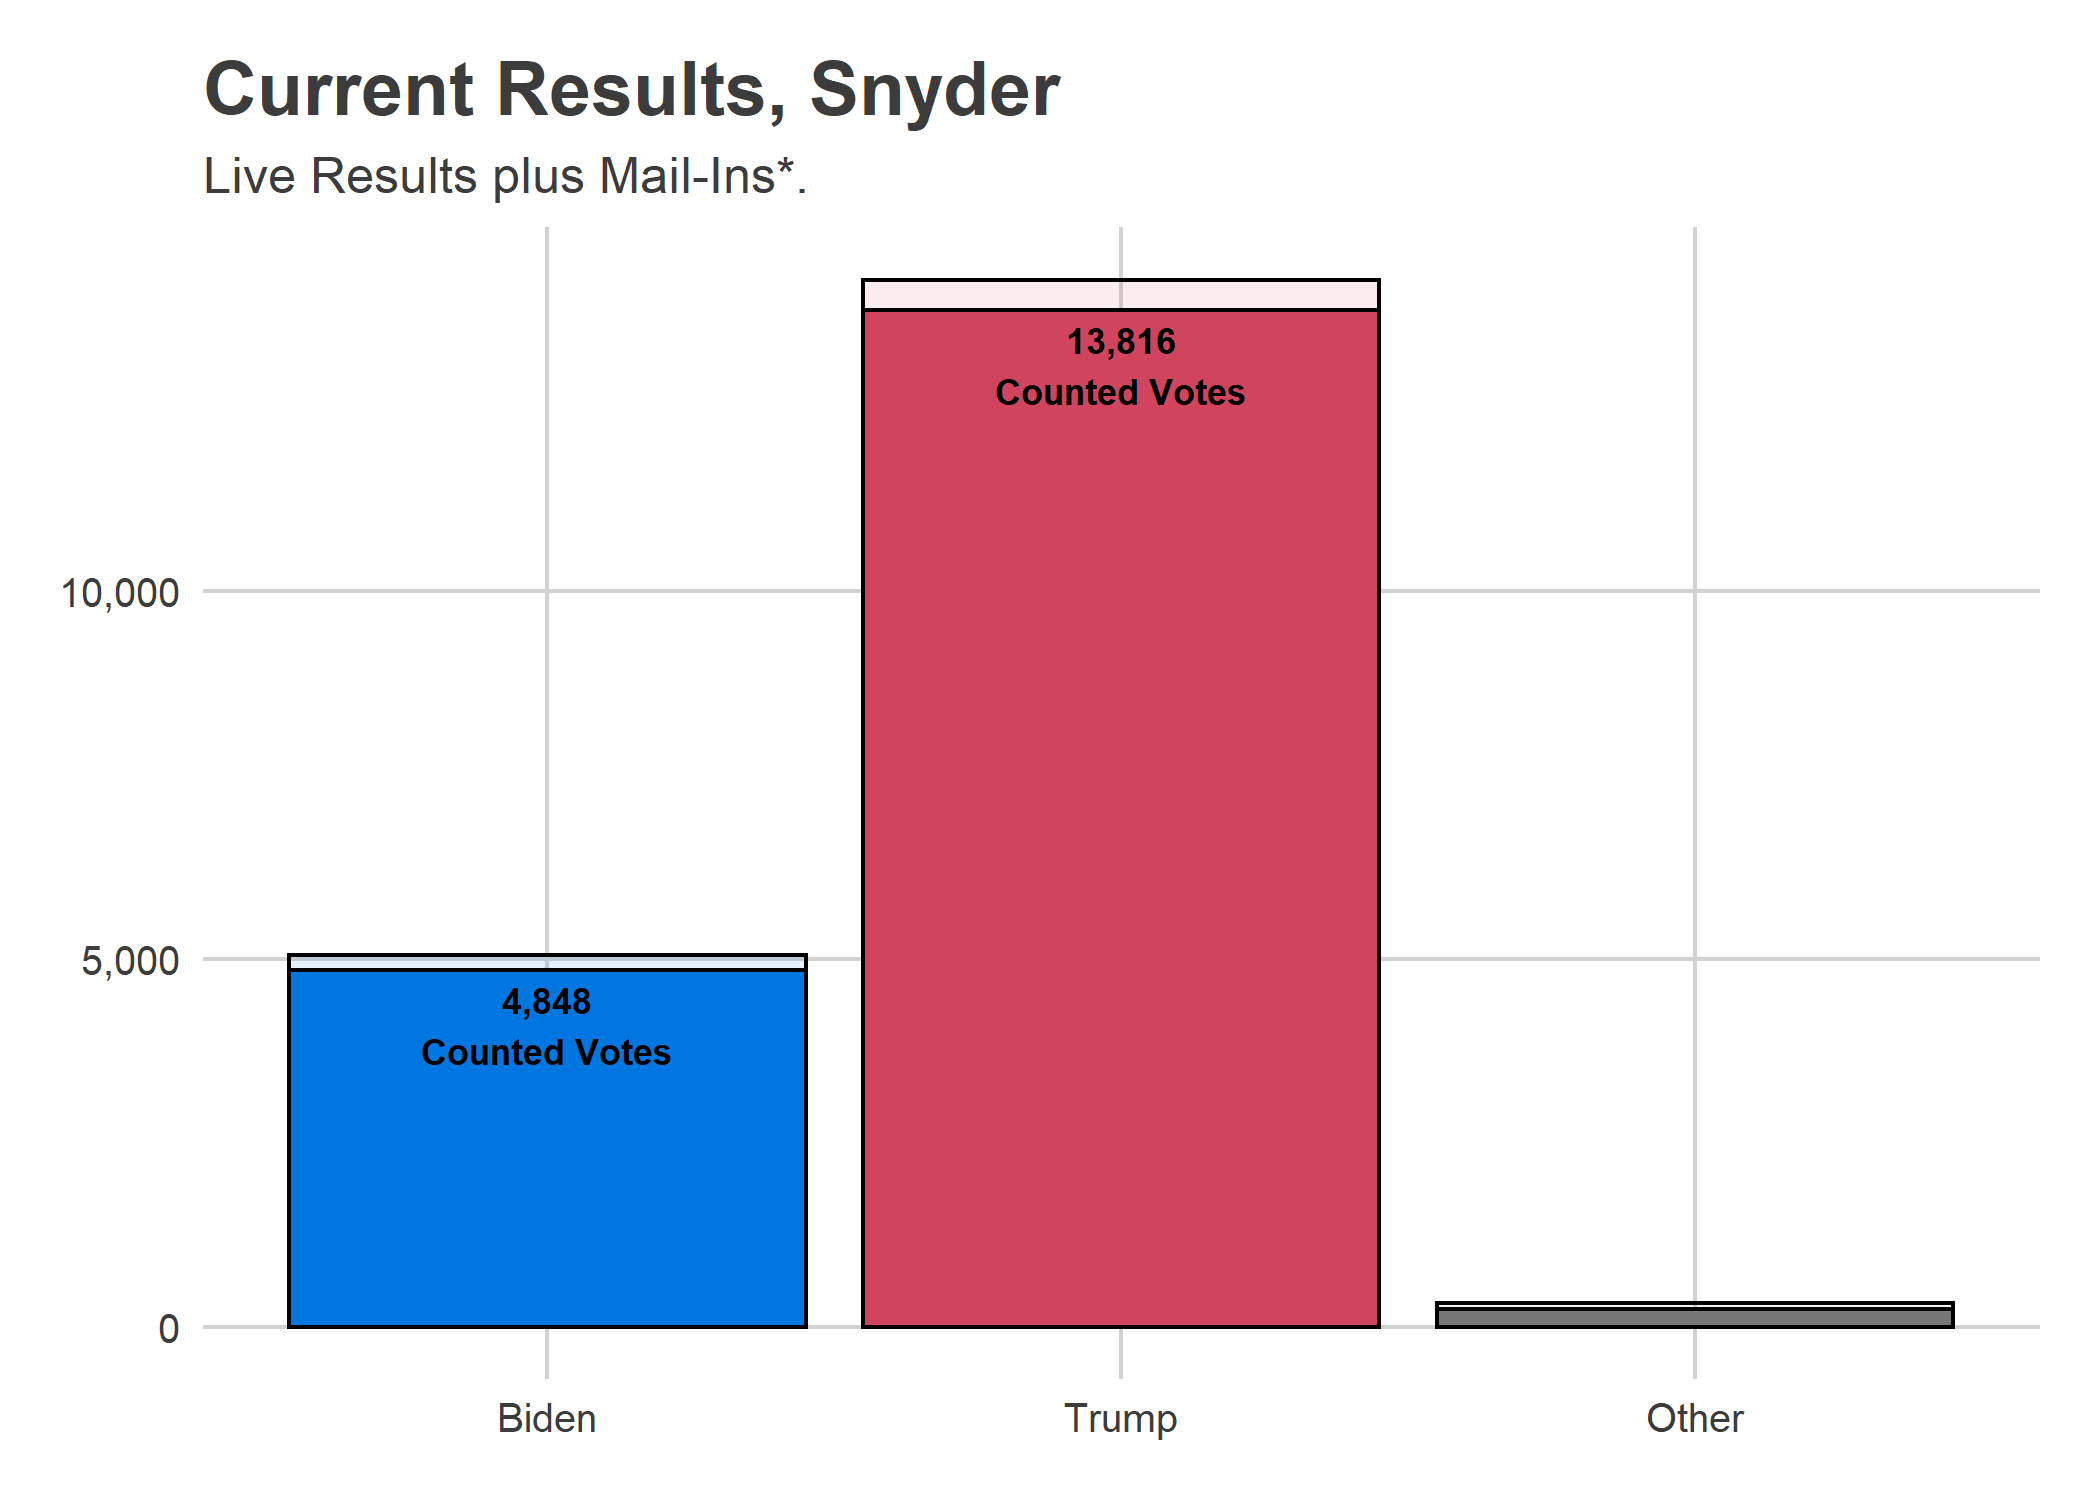 Current Results, Snyder
Live Results plus Mail-Ins*.
13,816
Counted Votes
10,000
5,000
4,848
Counted Votes
0
Biden
Trump
Other